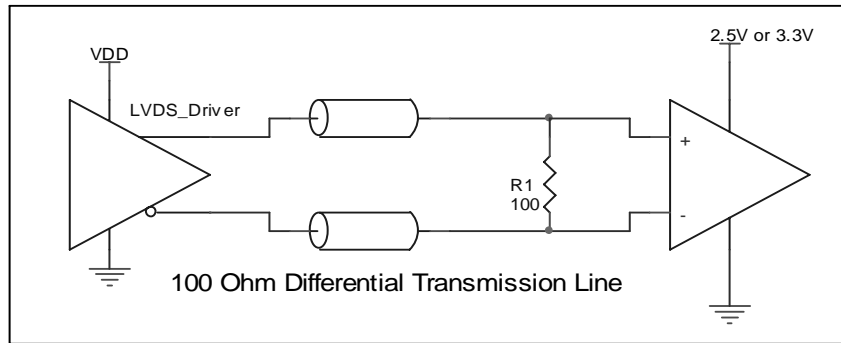 VDD
2.5V or 3.3V
LVDS_Driver
+
R1
100
-
100 Ohm Differential Transmission Line